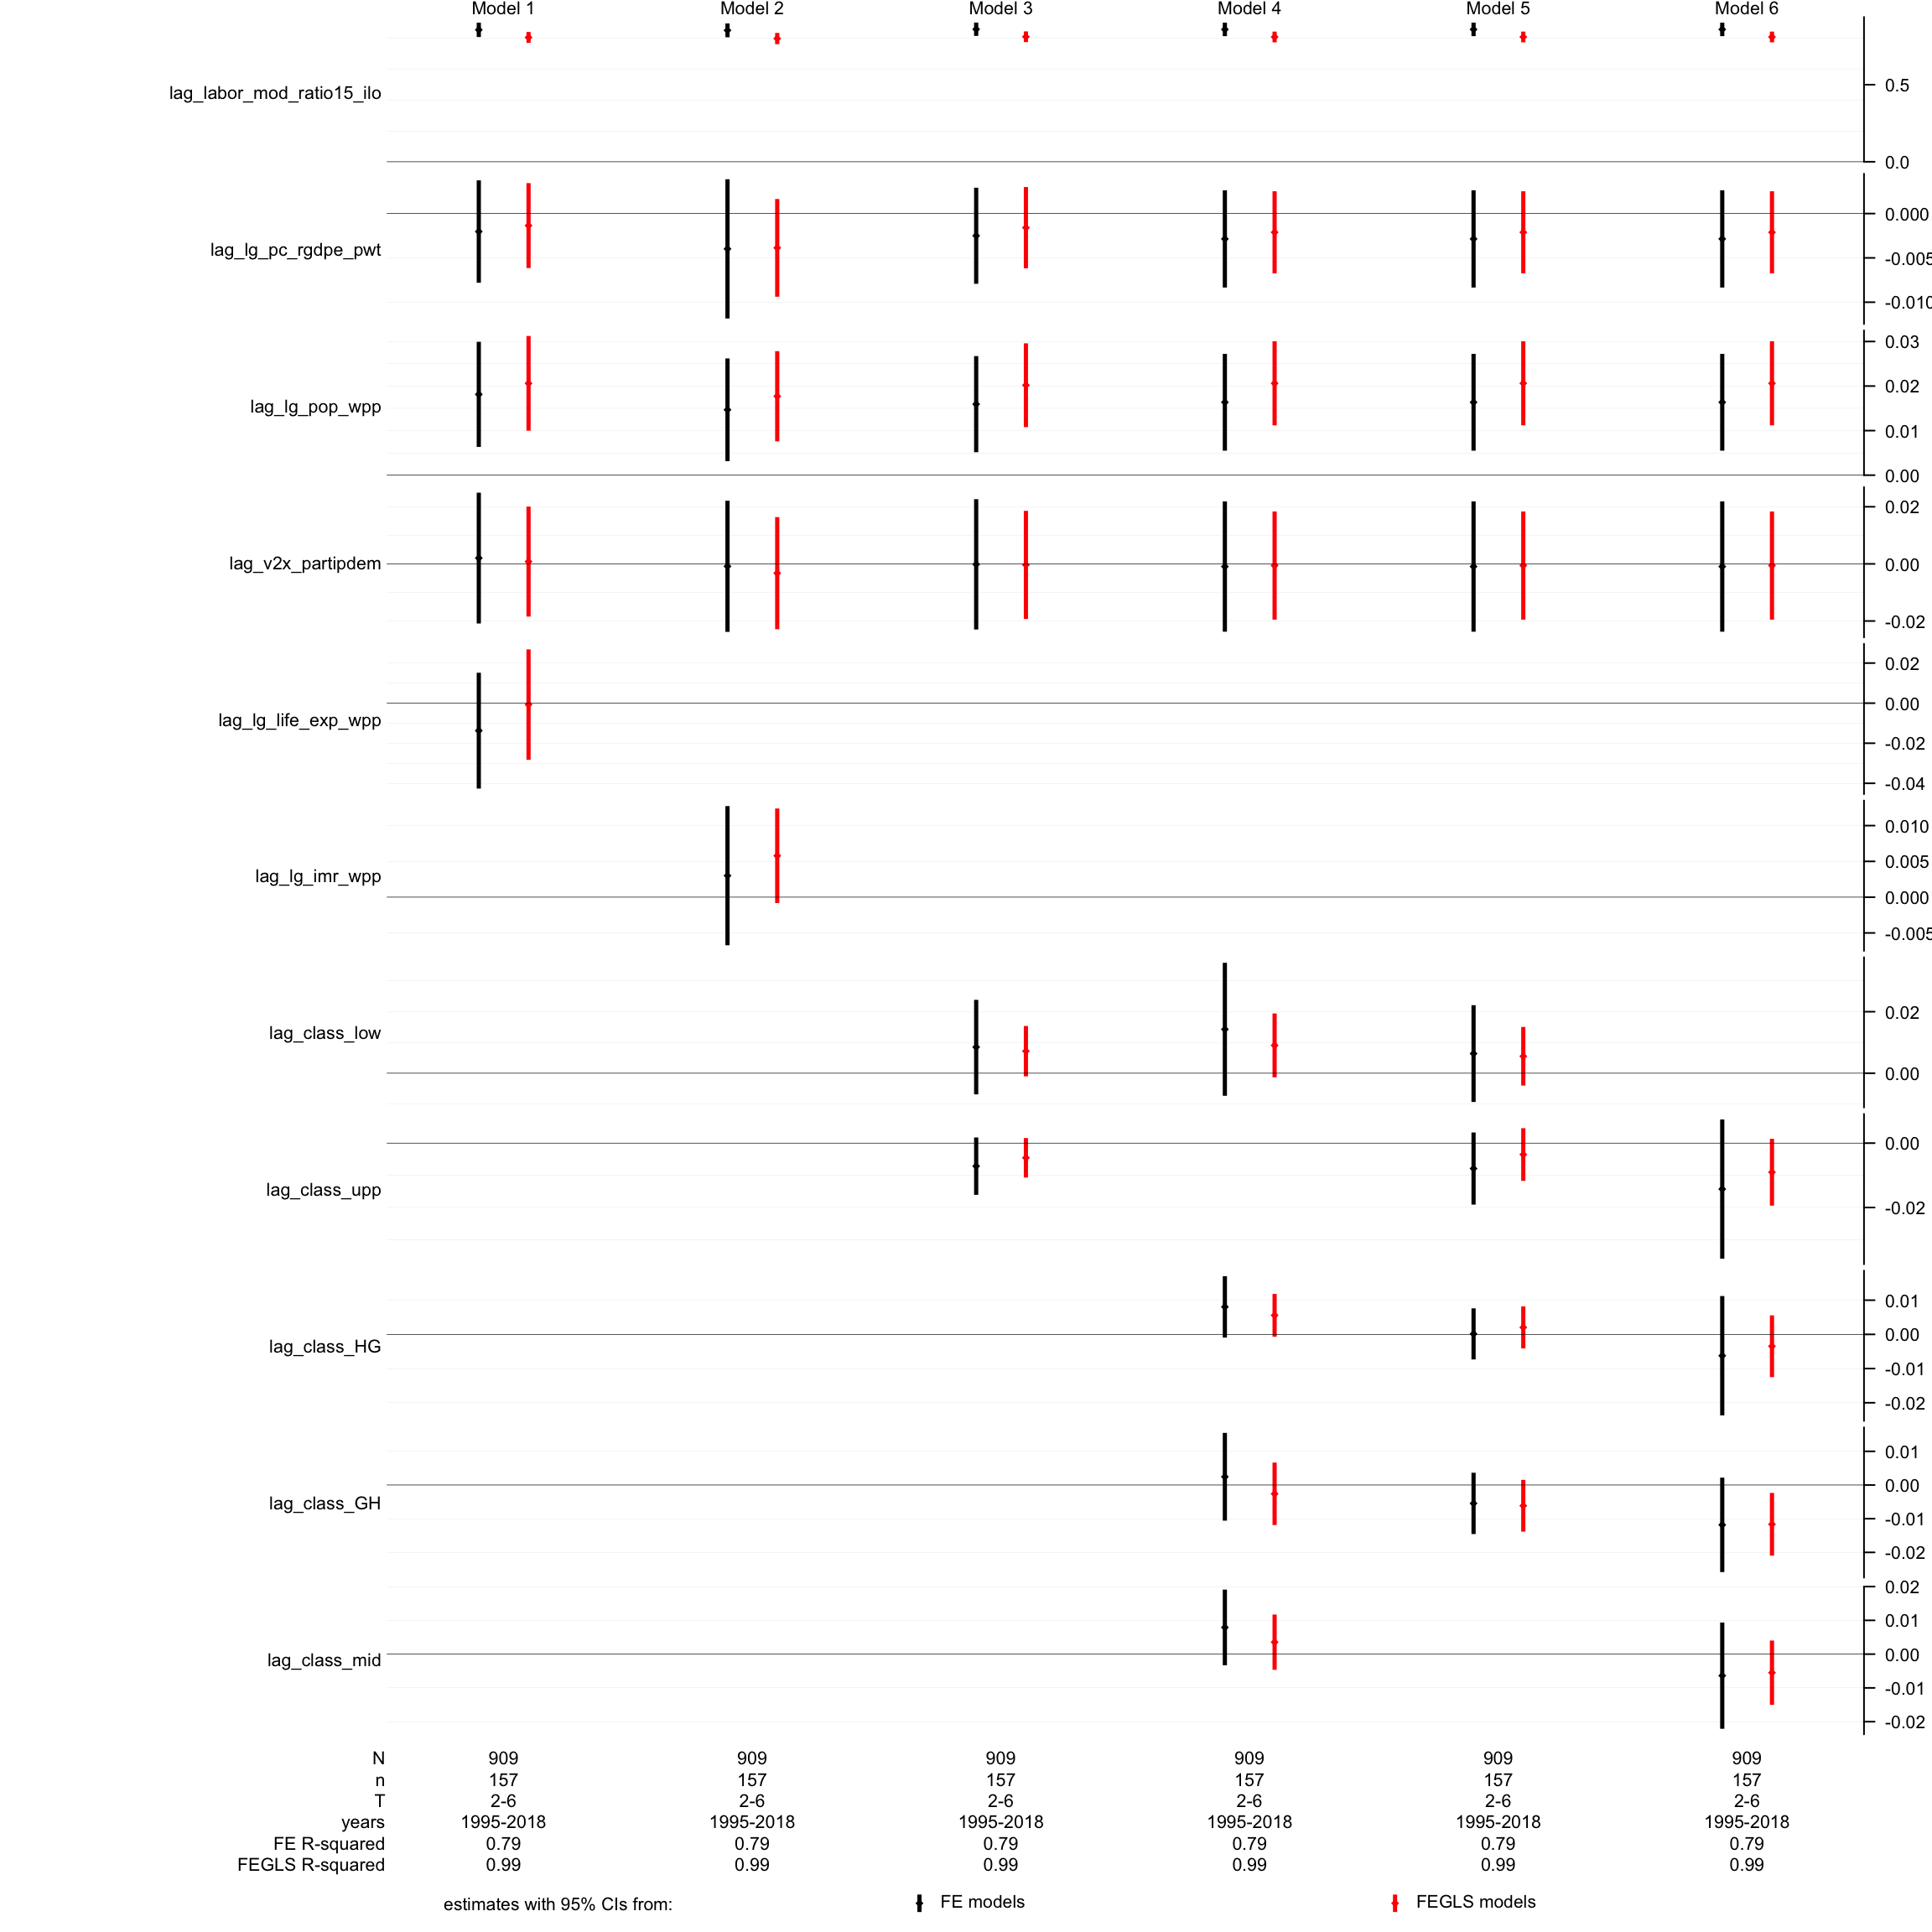 Model 1 Model 2 Model 3 Model 4 Model 5 Model 6
lag_labor_mod_ratio15_ilo
0.5
0.0
lag_lg_pc_rgdpe_pwt
0.000
-0.005
-0.010
lag_lg_pop_wpp
0.03
0.02
0.01
0.00
lag_v2x_partipdem
0.02
0.00
-0.02
lag_lg_life_exp_wpp
0.02
0.00
-0.02
-0.04
lag_lg_imr_wpp
0.010
0.005
0.000
-0.005
lag_class_low
0.02
0.00
lag_class_upp
0.00
-0.02
lag_class_HG
0.01
0.00
-0.01
-0.02
lag_class_GH
0.01
0.00
-0.01
-0.02
lag_class_mid
0.02
0.01
0.00
-0.01
-0.02
N 909 909 909 909 909 909
n 157 157 157 157 157 157
T 2-6 2-6 2-6 2-6 2-6 2-6
years 1995-2018 1995-2018 1995-2018 1995-2018 1995-2018 1995-2018
FE R-squared 0.79 0.79 0.79 0.79 0.79 0.79
FEGLS R-squared 0.99 0.99 0.99 0.99 0.99 0.99
estimates with 95% CIs from: FE models FEGLS models